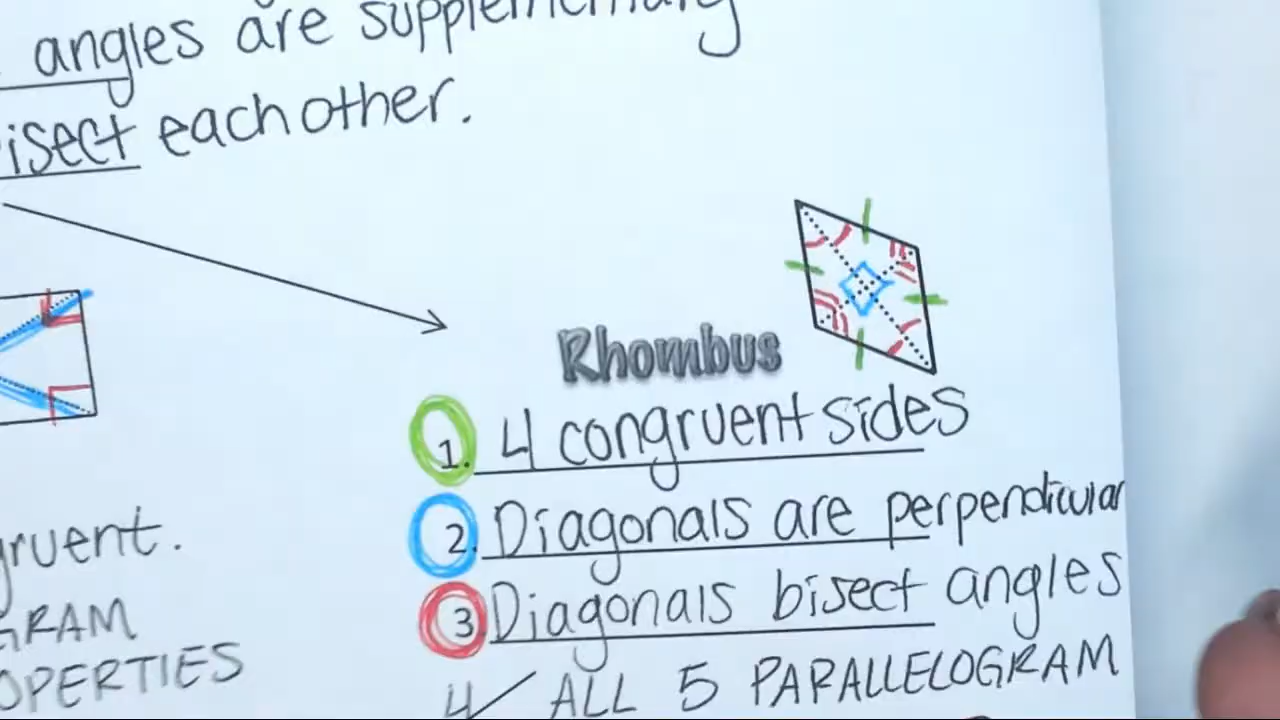 angles are supplementary
isect each other.
Rhombus
1. 4 congruent sides
2. Diagonals are perpendicular
3. Diagonals bisect angles
gruent.
GRAM
OPERTIES
4 ✓ ALL 5 PARALLELOGRAM